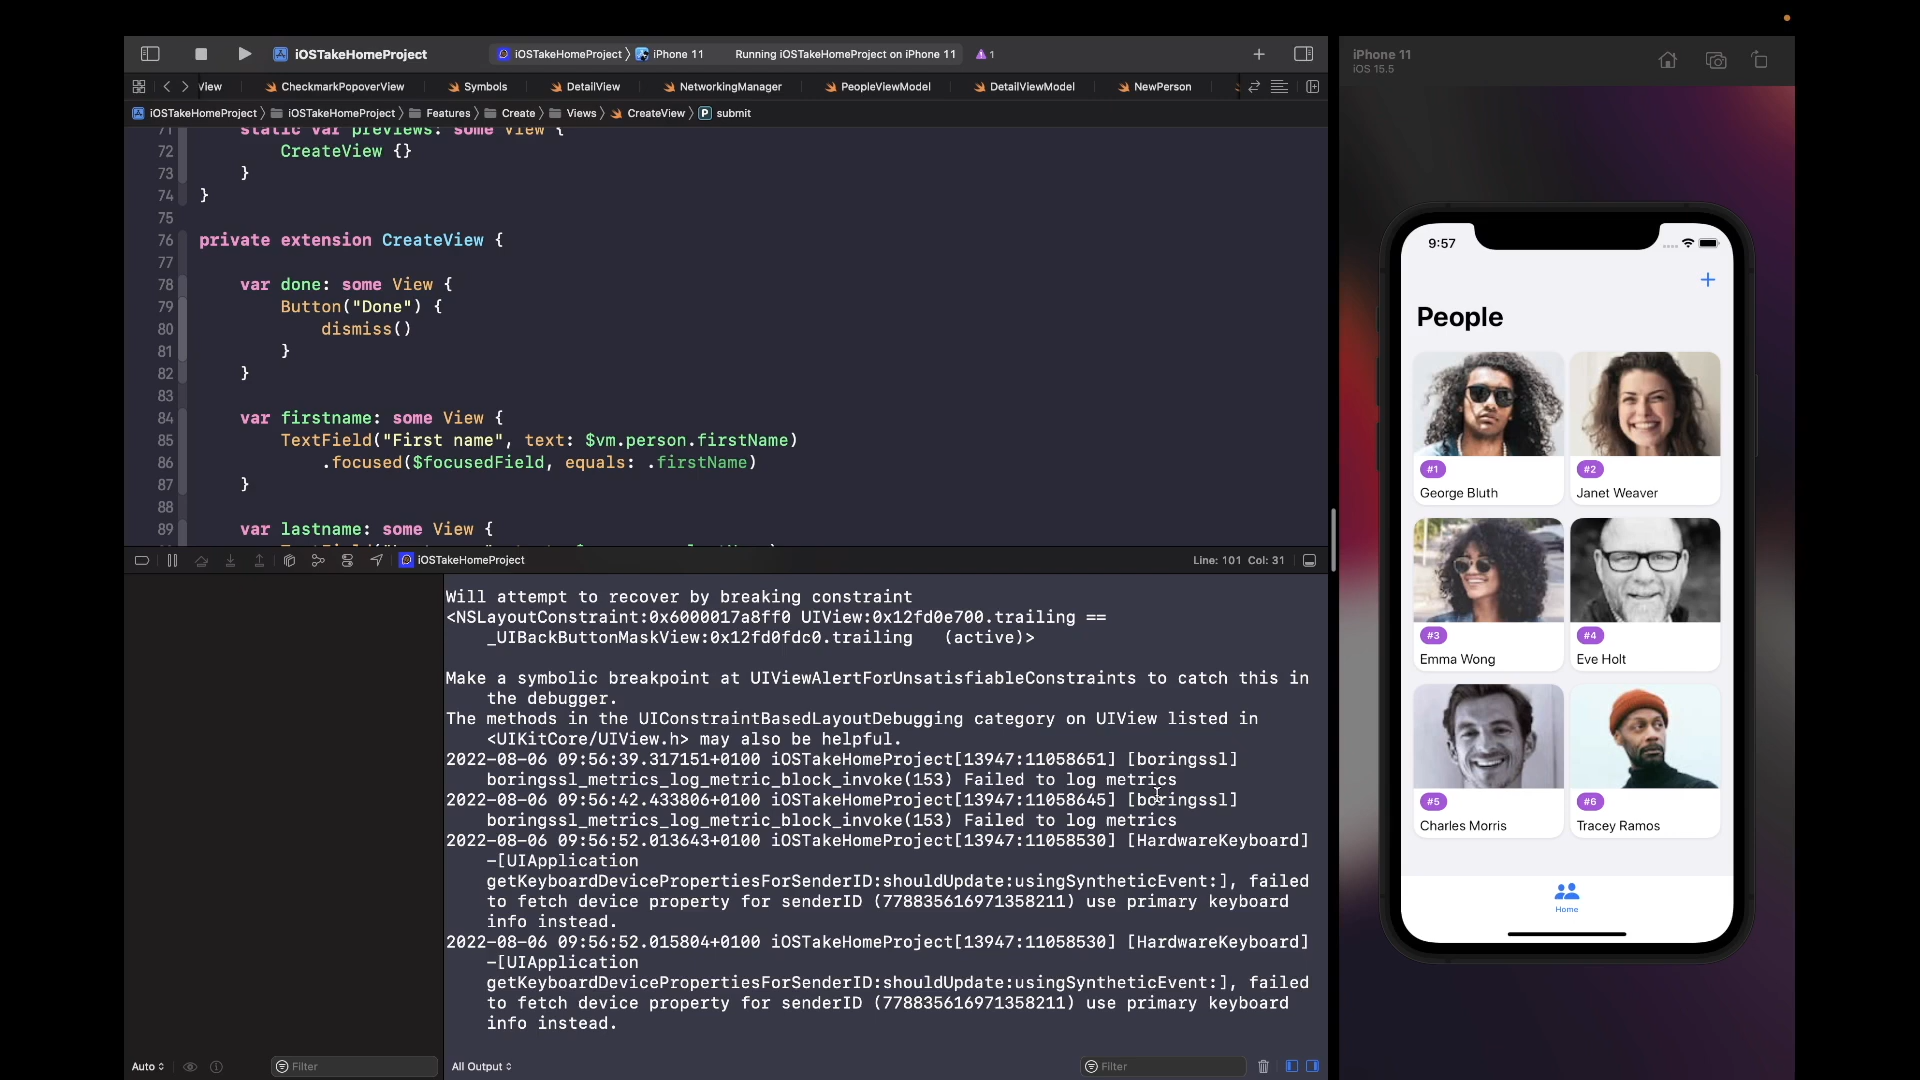 iOSTakeHomeProject
iOSTakeHomeProject
iPhone 11
Running iOSTakeHomeProject on iPhone 11
1
View
CheckmarkPopoverView
Symbols
DetailView
NetworkingManager
PeopleViewModel
DetailViewModel
NewPerson
iOSTakeHomeProject
iOSTakeHomeProject
Features
Create
Views
CreateView
P submit
71 static var previews: some View {
72 CreateView {}
73 }
74 }
75
76 private extension CreateView {
77
78 var done: some View {
79 Button("Done") {
80 dismiss()
81 }
82 }
83
84 var firstname: some View {
85 TextField("First name", text: $vm.person.firstName)
86 .focused($focusedField, equals: .firstName)
87 }
88
89 var lastname: some View {
iOSTakeHomeProject
Line: 101 Col: 31
Will attempt to recover by breaking constraint
<NSLayoutConstraint:0x6000017a8ff0 UIView:0x12fd0e700.trailing ==
_UIBackButtonMaskView:0x12fd0fdc0.trailing (active)>
Make a symbolic breakpoint at UIViewAlertForUnsatisfiableConstraints to catch this in
the debugger.
The methods in the UIConstraintBasedLayoutDebugging category on UIView listed in
<UIKitCore/UIView.h> may also be helpful.
2022-08-06 09:56:39.317151+0100 iOSTakeHomeProject[13947:11058651] [boringssl]
boringssl_metrics_log_metric_block_invoke(153) Failed to log metrics
2022-08-06 09:56:42.433806+0100 iOSTakeHomeProject[13947:11058645] [boringssl]
boringssl_metrics_log_metric_block_invoke(153) Failed to log metrics
2022-08-06 09:56:52.013643+0100 iOSTakeHomeProject[13947:11058530] [HardwareKeyboard]
-[UIApplication
getKeyboardDevicePropertiesForSenderID:shouldUpdate:usingSyntheticEvent:], failed
to fetch device property for senderID (778835616971358211) use primary keyboard
info instead.
2022-08-06 09:56:52.015804+0100 iOSTakeHomeProject[13947:11058530] [HardwareKeyboard]
-[UIApplication
getKeyboardDevicePropertiesForSenderID:shouldUpdate:usingSyntheticEvent:], failed
to fetch device property for senderID (778835616971358211) use primary keyboard
info instead.
Auto
Filter
All Output
Filter
iPhone 11
iOS 15.5
9:57
People
#1
George Bluth
#2
Janet Weaver
#3
Emma Wong
#4
Eve Holt
#5
Charles Morris
#6
Tracey Ramos
Home